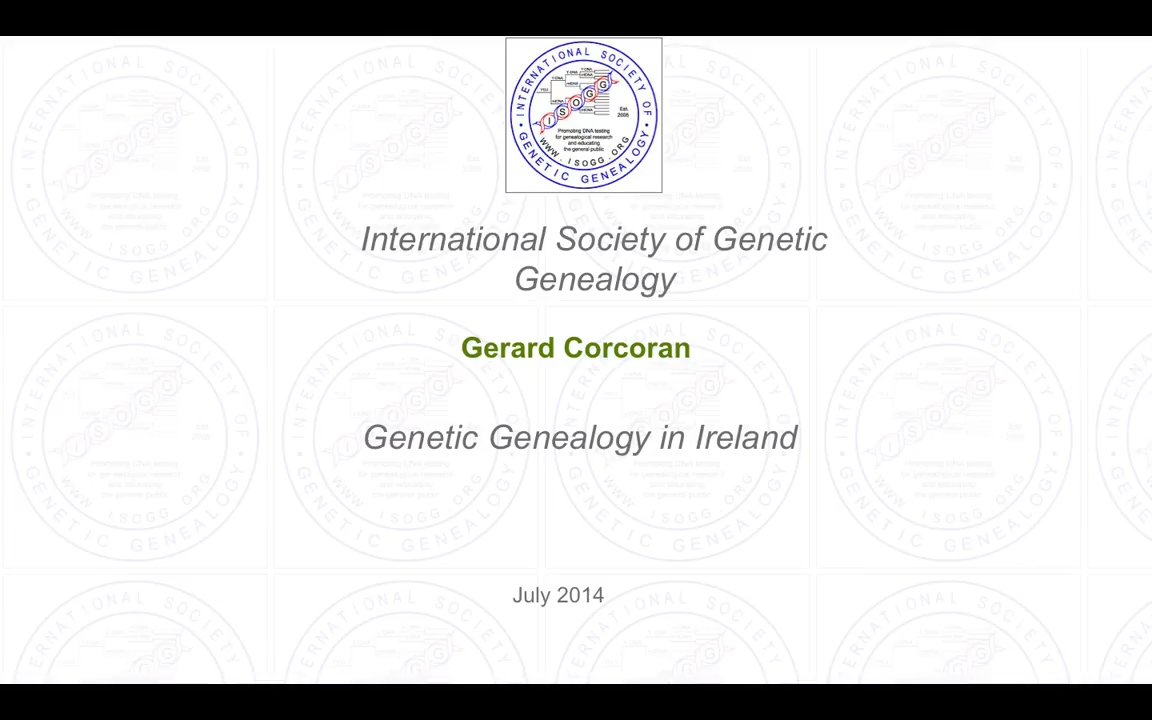 INTERNATIONAL SOCIETY OF
GENETIC GENEALOGY
ISOGG
Est.
2005
Promoting DNA testing
for genealogical research
and educating
the general public
WWW.ISOGG.ORG
International Society of Genetic
Genealogy
Gerard Corcoran
Genetic Genealogy in Ireland
July 2014